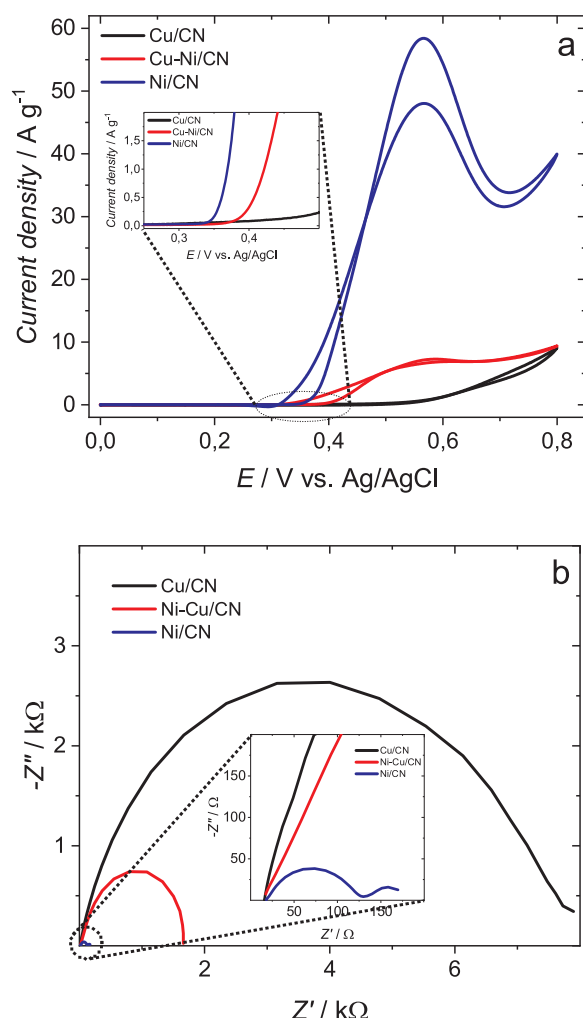 a
Cu/CN
Cu-Ni/CN
Ni/CN
Current density / A g⁻¹
60
50
40
30
20
10
0
0,0 0,2 0,4 0,6 0,8
E / V vs. Ag/AgCl
Cu/CN
Cu-Ni/CN
Ni/CN
Current density / A g⁻¹
1,5
1,0
0,5
0,0
0,3 0,4
E / V vs. Ag/AgCl
b
Cu/CN
Ni-Cu/CN
Ni/CN
-Z" / kΩ
3
2
1
2 4 6
Z' / kΩ
Cu/CN
Ni-Cu/CN
Ni/CN
-Z" / Ω
150
100
50
50 100 150
Z' / Ω